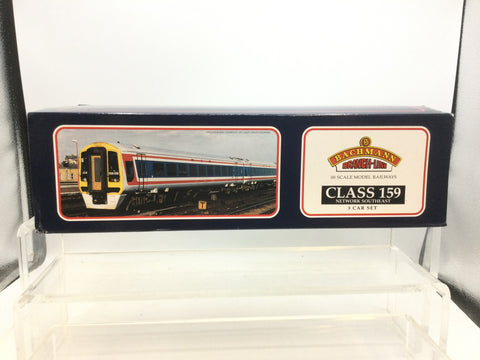 BACHMANN
BRANCH-LINE
00 SCALE MODEL RAILWAYS
CLASS 159
NETWORK SOUTHEAST
3 CAR SET
T